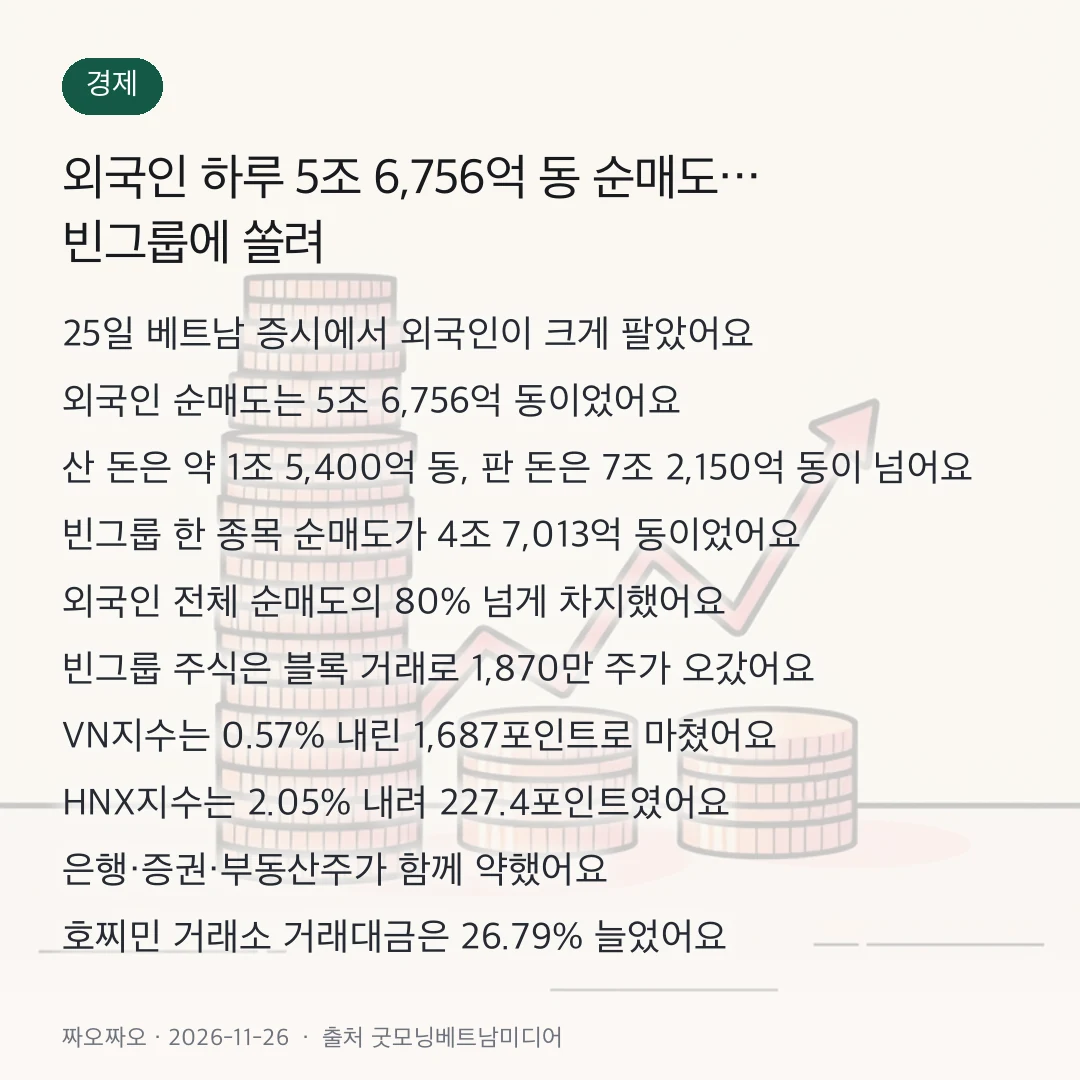 경제
외국인 하루 5조 6,756억 동 순매도…
빈그룹에 쏠려
25일 베트남 증시에서 외국인이 크게 팔았어요
외국인 순매도는 5조 6,756억 동이었어요
산 돈은 약 1조 5,400억 동, 판 돈은 7조 2,150억 동이 넘어요
빈그룹 한 종목 순매도가 4조 7,013억 동이었어요
외국인 전체 순매도의 80% 넘게 차지했어요
빈그룹 주식은 블록 거래로 1,870만 주가 오갔어요
VN지수는 0.57% 내린 1,687포인트로 마쳤어요
HNX지수는 2.05% 내려 227.4포인트였어요
은행·증권·부동산주가 함께 약했어요
호찌민 거래소 거래대금은 26.79% 늘었어요
짜오짜오 · 2026-11-26 · 출처 굿모닝베트남미디어